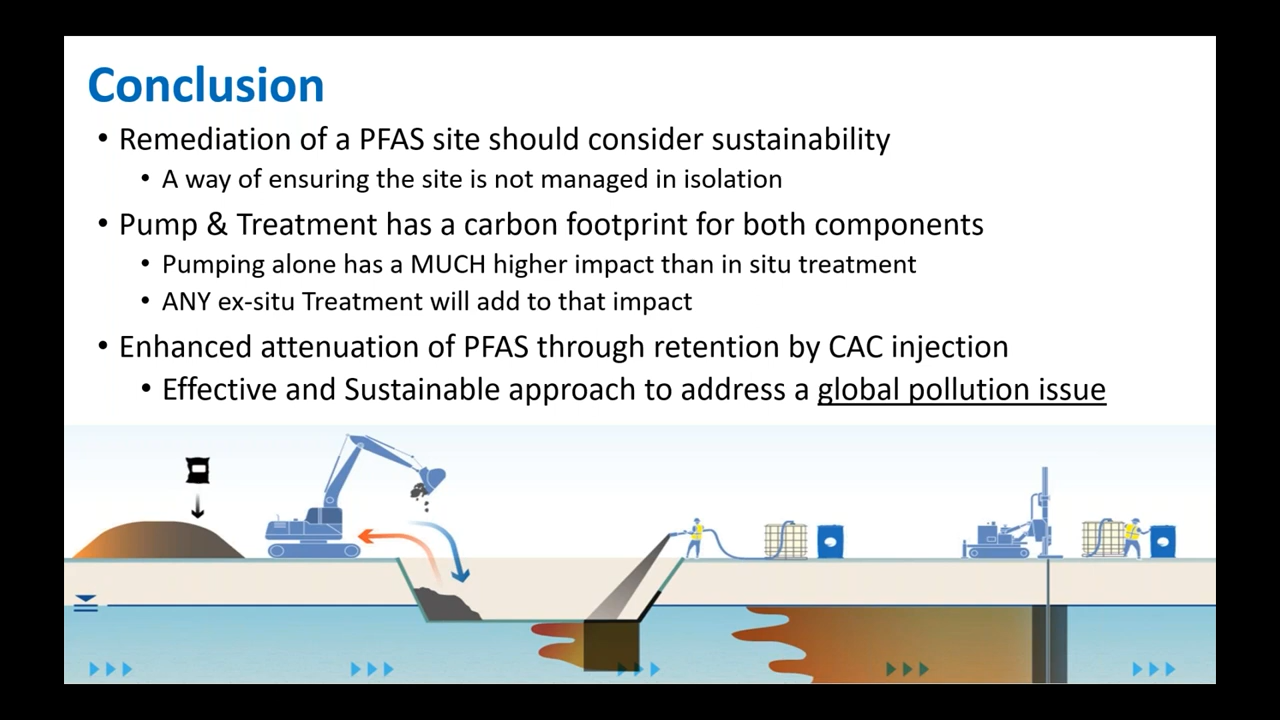 Conclusion
• Remediation of a PFAS site should consider sustainability
• A way of ensuring the site is not managed in isolation
• Pump & Treatment has a carbon footprint for both components
• Pumping alone has a MUCH higher impact than in situ treatment
• ANY ex-situ Treatment will add to that impact
• Enhanced attenuation of PFAS through retention by CAC injection
• Effective and Sustainable approach to address a global pollution issue